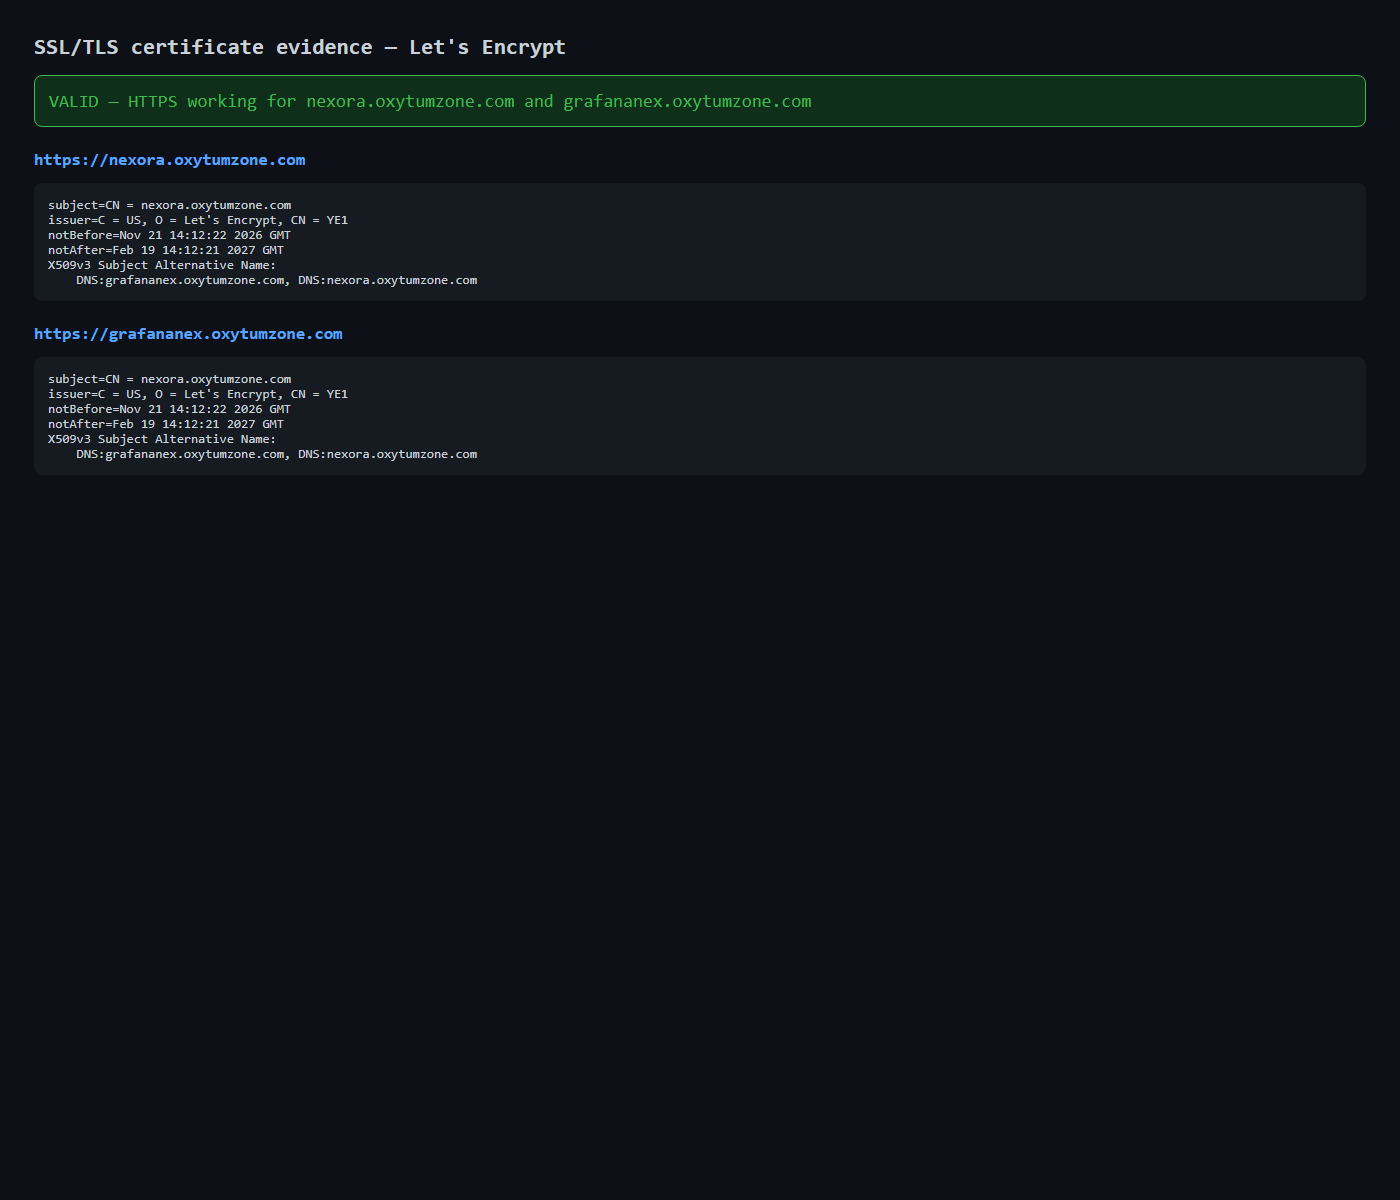 SSL/TLS certificate evidence — Let's Encrypt
VALID — HTTPS working for nexora.oxytumzone.com and grafananex.oxytumzone.com
https://nexora.oxytumzone.com
subject=CN = nexora.oxytumzone.com
issuer=C = US, O = Let's Encrypt, CN = YE1
notBefore=Nov 21 14:12:22 2026 GMT
notAfter=Feb 19 14:12:21 2027 GMT
X509v3 Subject Alternative Name:
    DNS:grafananex.oxytumzone.com, DNS:nexora.oxytumzone.com
https://grafananex.oxytumzone.com
subject=CN = nexora.oxytumzone.com
issuer=C = US, O = Let's Encrypt, CN = YE1
notBefore=Nov 21 14:12:22 2026 GMT
notAfter=Feb 19 14:12:21 2027 GMT
X509v3 Subject Alternative Name:
    DNS:grafananex.oxytumzone.com, DNS:nexora.oxytumzone.com